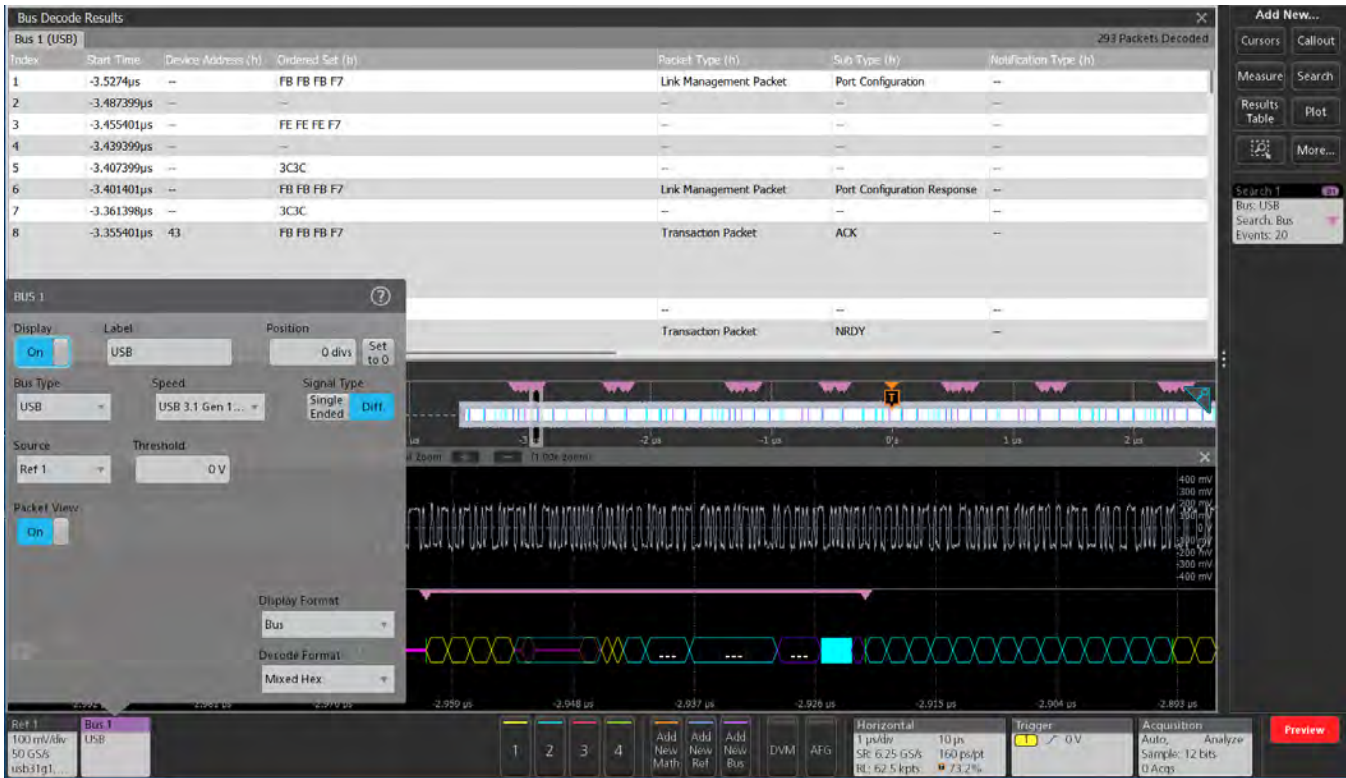 Bus Decode Results
Add New...
Bus 1 (USB)
293 Packets Decoded
Cursors Callout
Index Start Time Device Address (h) Ordered Set (h) Packet Type (h) Sub Type (h) Notification Type (h)
1 -3.5274µs -- FB FB FB F7 Link Management Packet Port Configuration --
Measure Search
2 -3.487399µs -- -- -- -- --
3 -3.455401µs -- FE FE FE F7 -- -- --
Results Table Plot
4 -3.439399µs -- -- -- -- --
5 -3.407399µs -- 3C3C -- -- --
More...
6 -3.401401µs -- FB FB FB F7 Link Management Packet Port Configuration Response --
7 -3.361398µs -- 3C3C -- -- --
8 -3.355401µs 43 FB FB FB F7 Transaction Packet ACK --
Search 1 B1
Bus: USB
Search: Bus
Events: 20
-- -- --
Transaction Packet NRDY --
BUS 1 ?
Display Label Position
On USB 0 divs Set to 0
Bus Type Speed Signal Type
USB USB 3.1 Gen 1... Single Ended Diff.
Source Threshold
Ref 1 0 V
Packet View
On
Display Format
Bus
Decode Format
Mixed Hex
T
µs -3 -2 µs -1 µs 0 s 1 µs 2 µs
Zoom (1.00x zoom)
400 mV
300 mV
200 mV
0 V
-200 mV
-300 mV
-400 mV
... ... ...
-2.959 µs -2.948 µs -2.937 µs -2.926 µs -2.915 µs -2.904 µs -2.893 µs
Ref 1
100 mV/div
50 GS/s
usb31g1,...
Bus 1
USB
1 2 3 4
Add New Math
Add New Ref
Add New Bus
DVM AFG
Horizontal
1 µs/div 10 µs
SR: 6.25 GS/s 160 ps/pt
RL: 62.5 kpts 73.2%
Trigger
1 0 V
Acquisition
Auto, Analyze
Sample: 12 bits
0 Acqs
Preview